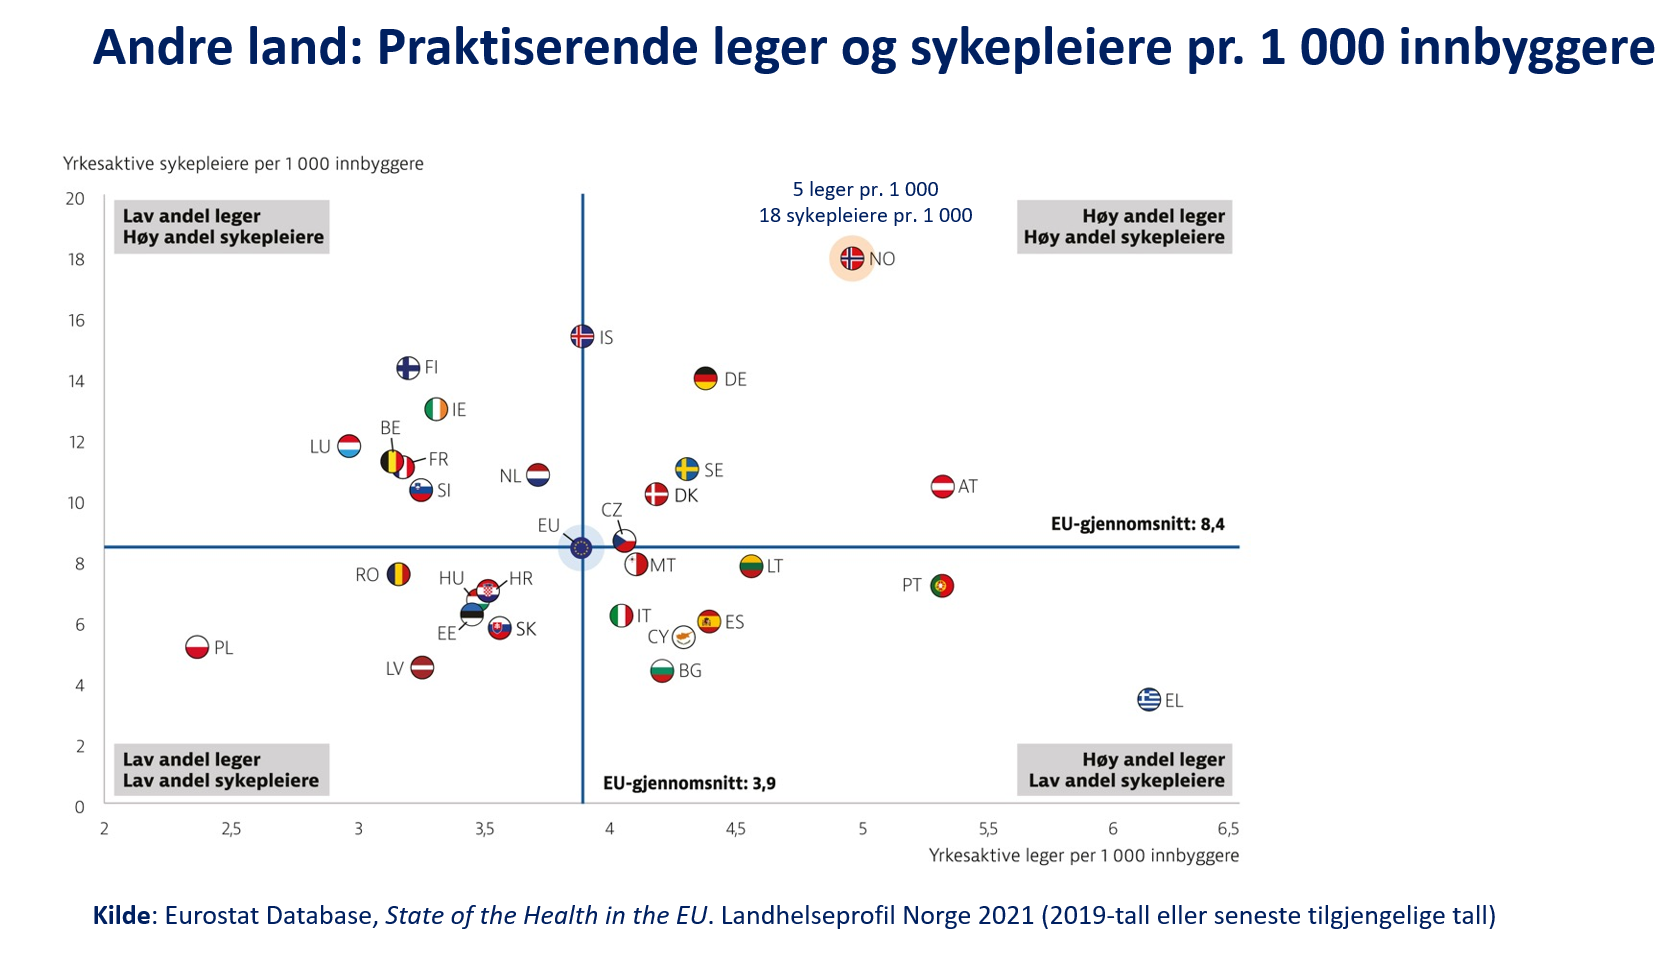 Andre land: Praktiserende leger og sykepleiere pr. 1 000 innbyggere
Yrkesaktive sykepleiere per 1 000 innbyggere
5 leger pr. 1 000
18 sykepleiere pr. 1 000
20
Lav andel leger
Høy andel sykepleiere
Høy andel leger
Høy andel sykepleiere
18
NO
16
IS
14
FI
DE
IE
12
BE
LU
FR
NL
SE
SI
DK
AT
10
CZ
EU
EU-gjennomsnitt: 8,4
8
MT
LT
RO
HU
HR
PT
6
EE
SK
IT
CY
ES
PL
LV
BG
4
EL
2
Lav andel leger
Lav andel sykepleiere
Høy andel leger
Lav andel sykepleiere
EU-gjennomsnitt: 3,9
0
2 2,5 3 3,5 4 4,5 5 5,5 6 6,5
Yrkesaktive leger per 1 000 innbyggere
Kilde: Eurostat Database, State of the Health in the EU. Landhelseprofil Norge 2021 (2019-tall eller seneste tilgjengelige tall)